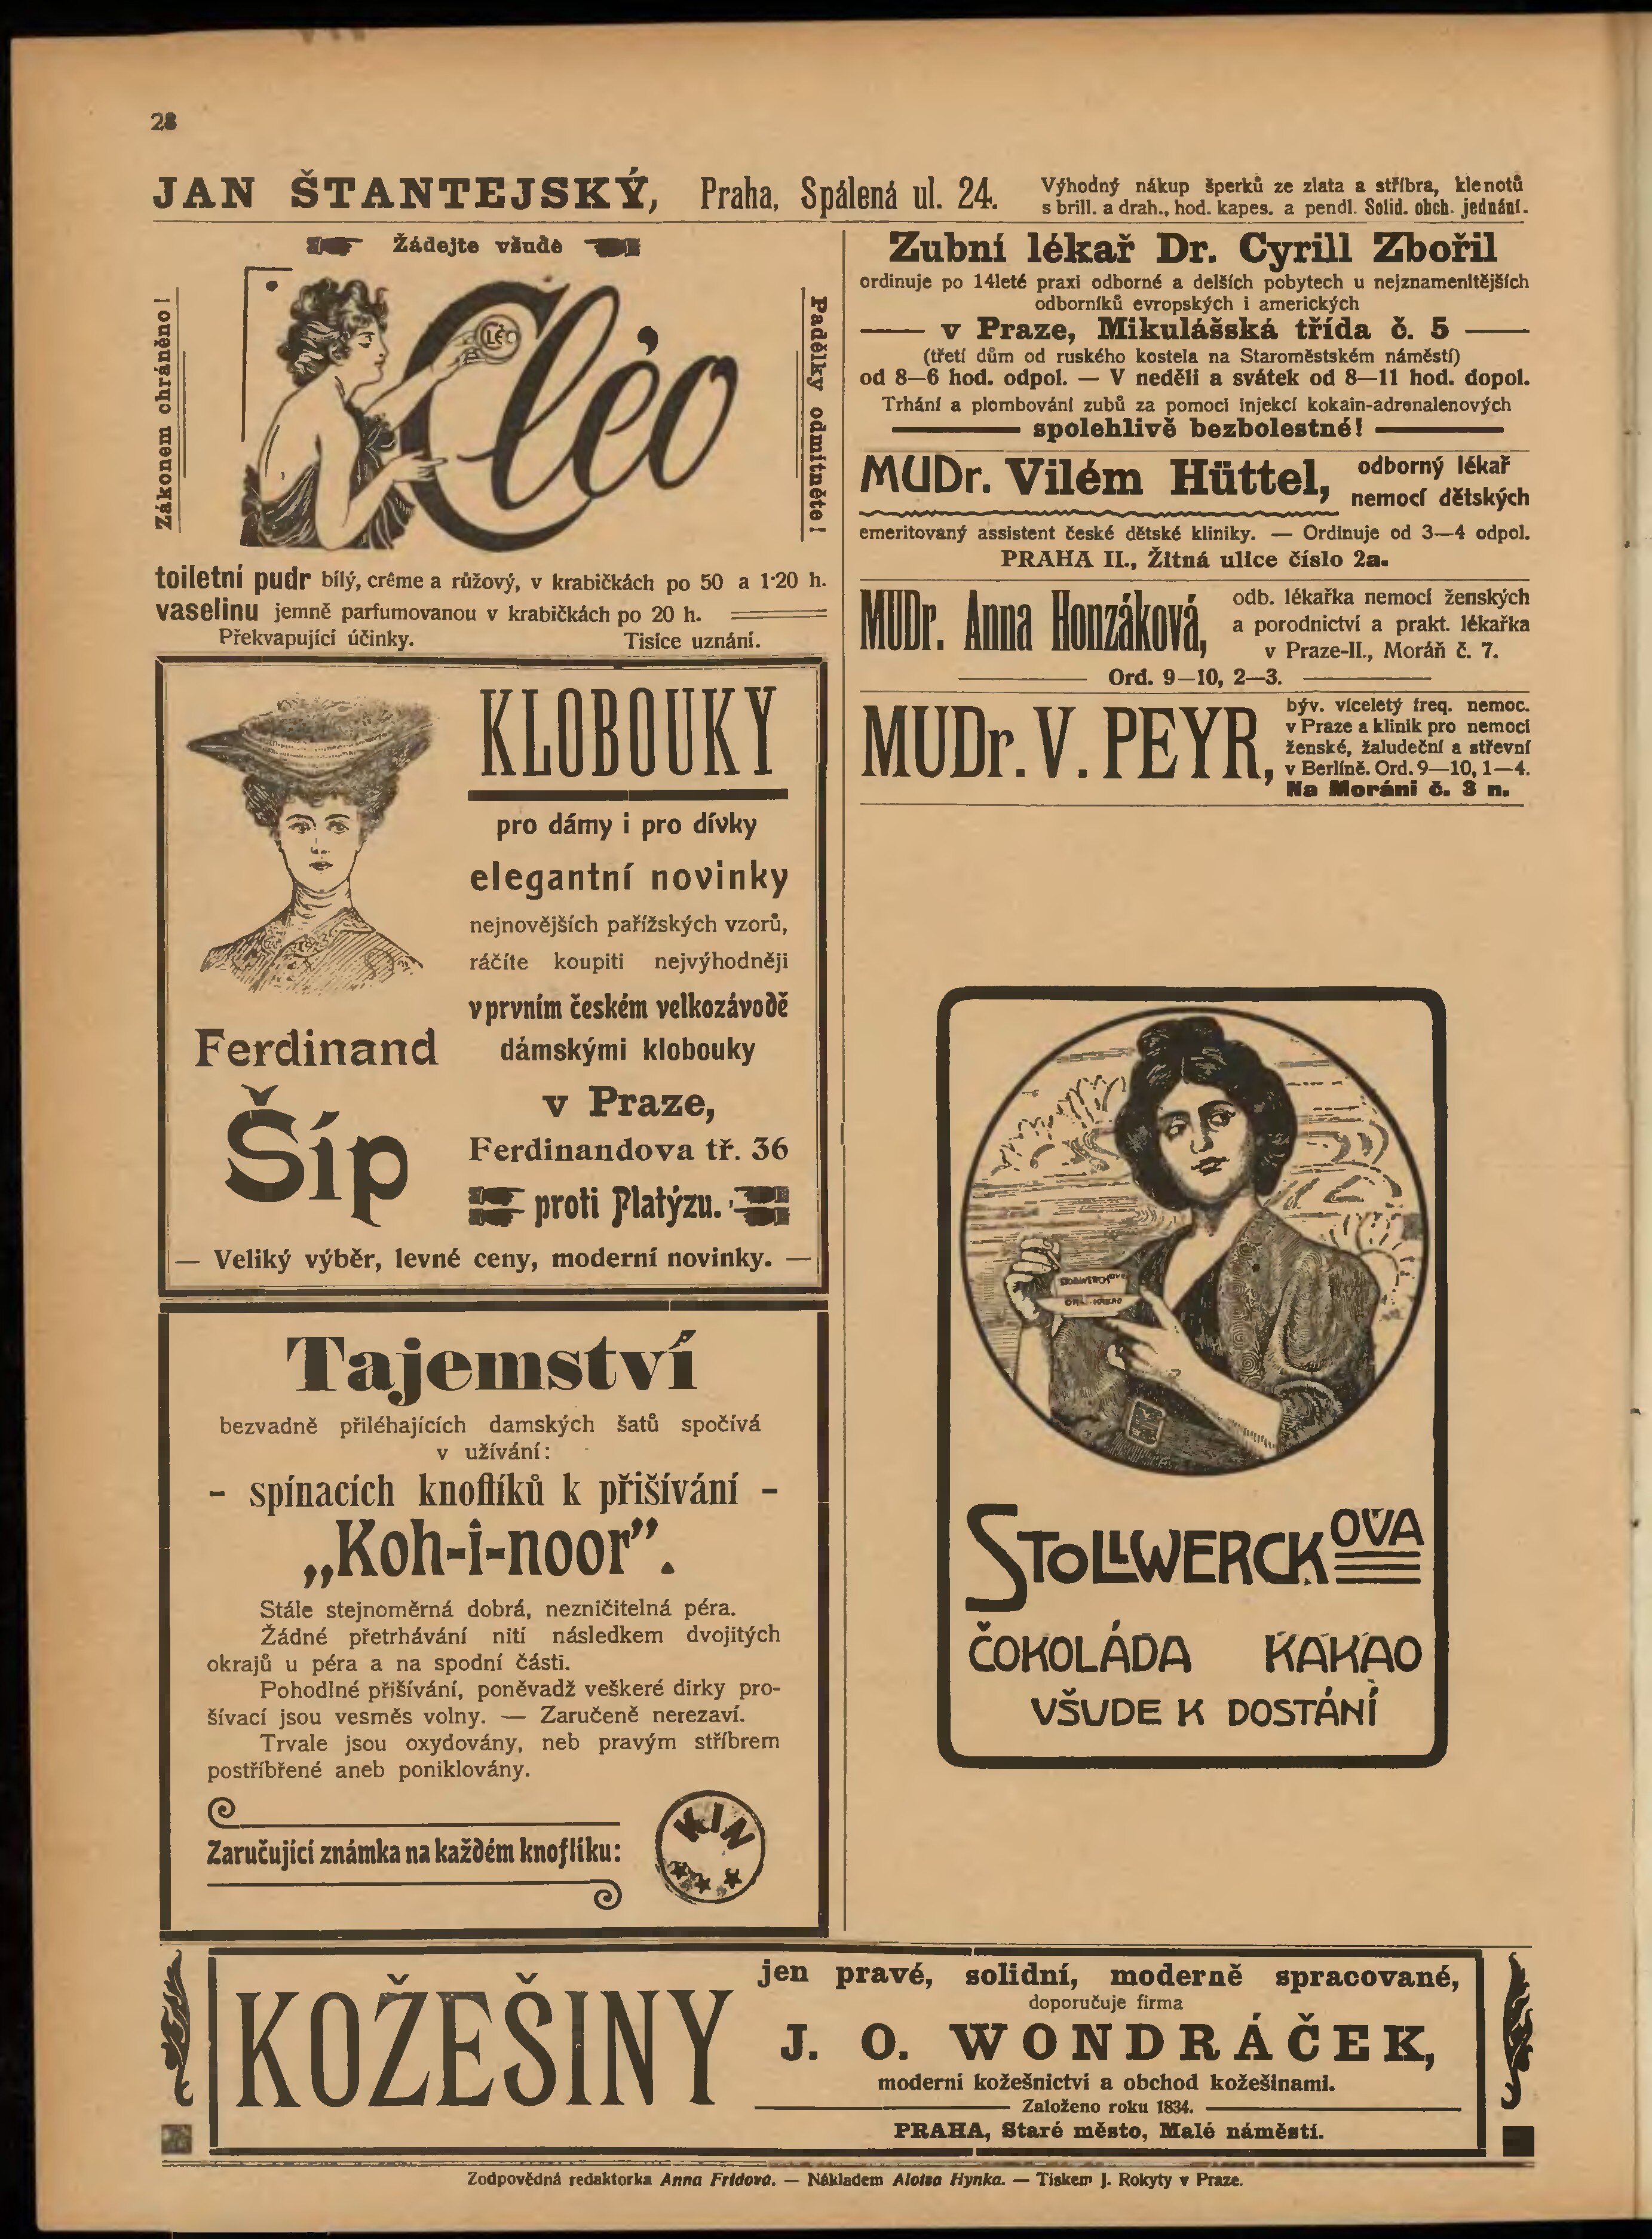 28
JAN ŠTANTEJSKÝ, Praha, Spálená ul. 24.
Výhodný nákup šperků ze zlata a stříbra, klenotů
s brill. a drah., hod. kapes. a pendl. Solid. obch. jednání.
Žádejte všude
Zákonem chráněno!
Cléo
Cléo
Padělky odmítněte!
toiletní pudr bílý, crême a růžový, v krabičkách po 50 a 1·20 h.
vaselinu jemně parfumovanou v krabičkách po 20 h.
Překvapující účinky. Tisíce uznání.
KLOBOUKY
pro dámy i pro dívky
elegantní novinky
nejnovějších pařížských vzorů,
ráčíte koupiti nejvýhodněji
v prvním českém velkozávodě
dámskými klobouky
v Praze,
Ferdinandova tř. 36
proti Platýzu.
Ferdinand
Šíp
— Veliký výběr, levné ceny, moderní novinky. —
Tajemství
bezvadně přiléhajících damských šatů spočívá
v užívání:
- spínacích knoflíků k přišívání -
„Koh-i-noor”.
Stále stejnoměrná dobrá, nezničitelná péra.
Žádné přetrhávání nití následkem dvojitých
okrajů u péra a na spodní části.
Pohodlné přišívání, poněvadž veškeré dirky pro-
šívací jsou vesměs volny. — Zaručeně nerezaví.
Trvale jsou oxydovány, neb pravým stříbrem
postříbřené aneb poniklovány.
Zaručující známka na každém knoflíku:
KIN
Zubní lékař Dr. Cyrill Zbořil
ordinuje po 14leté praxi odborné a delších pobytech u nejznamenitějších
odborníků evropských i amerických
— v Praze, Mikulášská třída č. 5 —
(třetí dům od ruského kostela na Staroměstském náměstí)
od 8—6 hod. odpol. — V neděli a svátek od 8—11 hod. dopol.
Trhání a plombování zubů za pomoci injekcí kokain-adrenalenových
spolehlivě bezbolestné!
MUDr. Vilém Hüttel, odborný lékař
nemocí dětských
emeritovaný assistent české dětské kliniky. — Ordinuje od 3—4 odpol.
PRAHA II., Žitná ulice číslo 2a.
MUDr. Anna Honzáková,
odb. lékařka nemocí ženských
a porodnictví a prakt. lékařka
v Praze-II., Moráň č. 7.
Ord. 9—10, 2—3.
MUDr. V. PEYR,
býv. víceletý freq. nemoc.
v Praze a klinik pro nemoci
ženské, žaludeční a střevní
v Berlíně. Ord. 9—10, 1—4.
Na Moráni č. 3 n.
STOLLWERCKOVA
ČOKOLÁDA KAKAO
VŠUDE K DOSTÁNÍ
KOŽEŠINY
jen pravé, solidní, moderně spracované,
doporučuje firma
J. O. WONDRÁČEK,
moderní kožešnictví a obchod kožešinami.
Založeno roku 1834.
PRAHA, Staré město, Malé náměstí.
Zodpovědná redaktorka Anna Frídova. — Nákladem Aloisa Hynka. — Tiskem J. Rokyty v Praze.